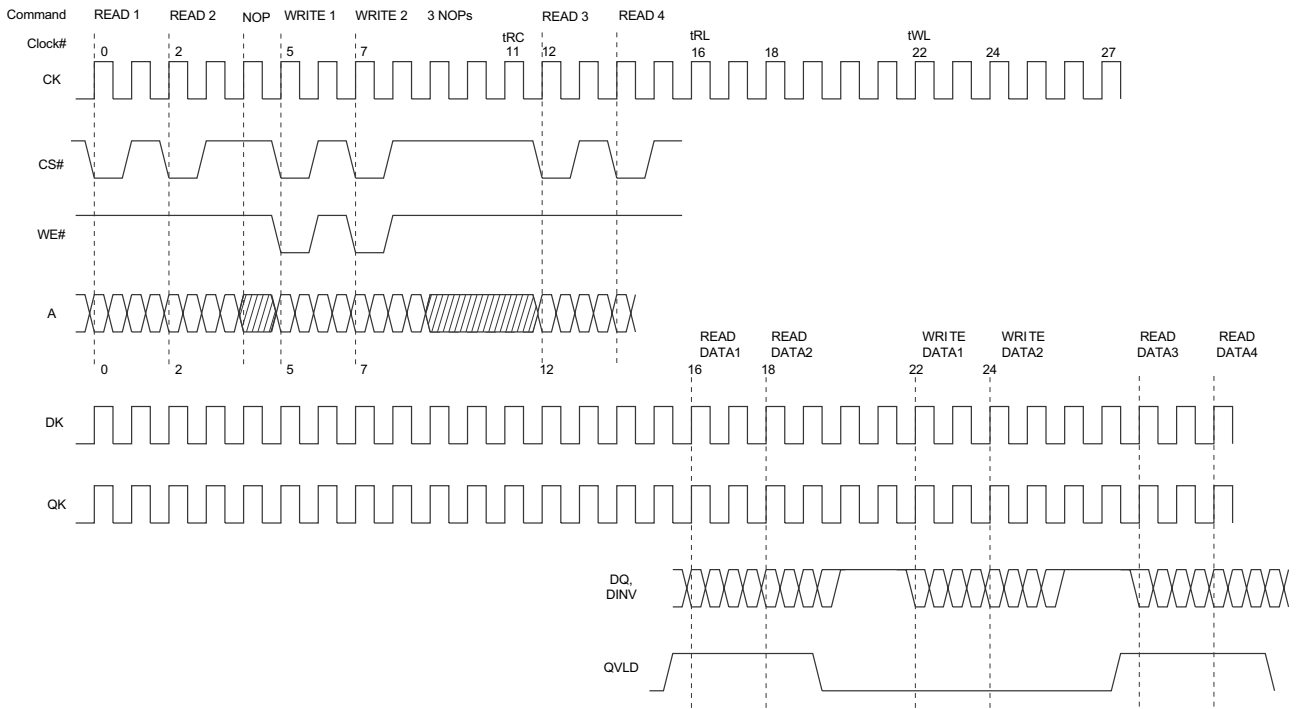 Command READ 1 READ 2 NOP WRITE 1 WRITE 2 3 NOPs READ 3 READ 4
tRC tRL tWL
Clock# 0 2 5 7 11 12 16 18 22 24 27
CK
CS#
WE#
A
READ DATA1 READ DATA2 WRITE DATA1 WRITE DATA2 READ DATA3 READ DATA4
0 2 5 7 12 16 18 22 24
DK
QK
DQ,
DINV
QVLD